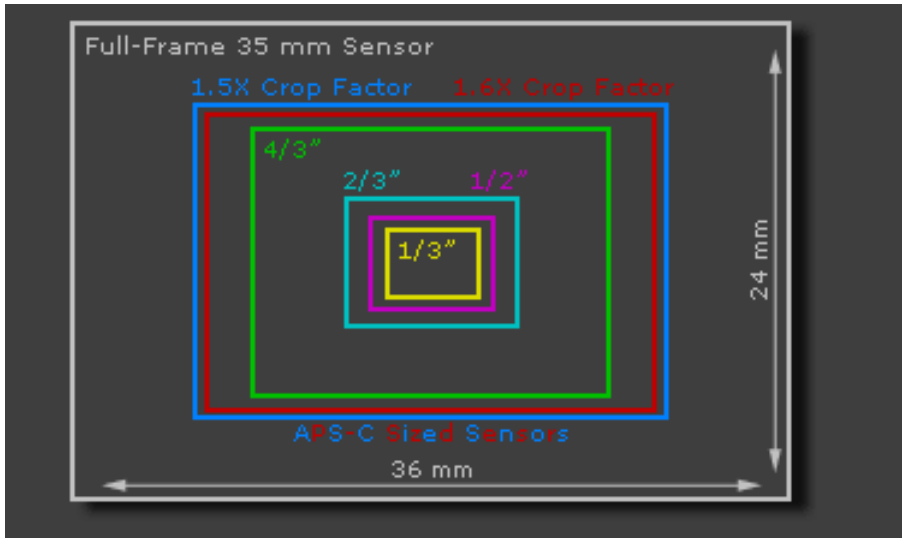 Full-Frame 35 mm Sensor
1.5X Crop Factor 1.6X Crop Factor
4/3”
2/3” 1/2”
1/3”
24 mm
APS-C Sized Sensors
36 mm